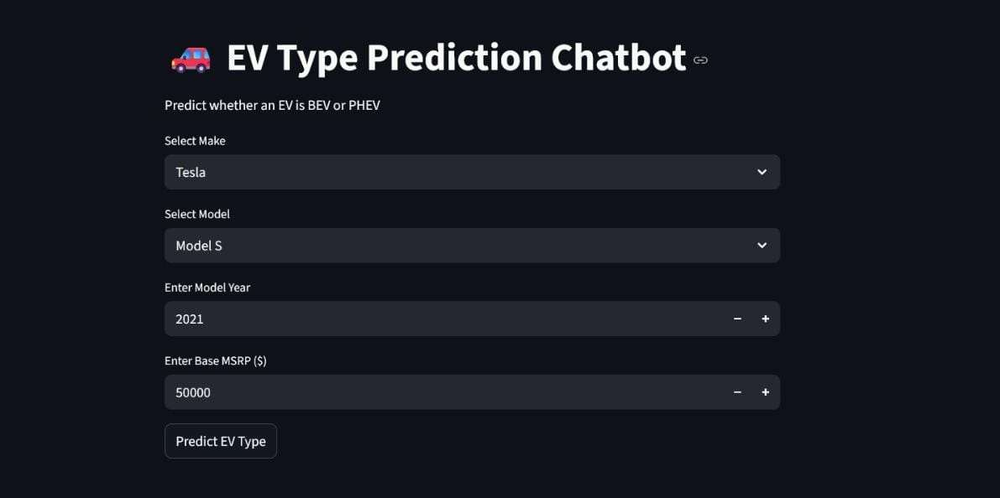 EV Type Prediction Chatbot
Predict whether an EV is BEV or PHEV
Select Make
Tesla
Select Model
Model S
Enter Model Year
2021
Enter Base MSRP ($)
50000
Predict EV Type